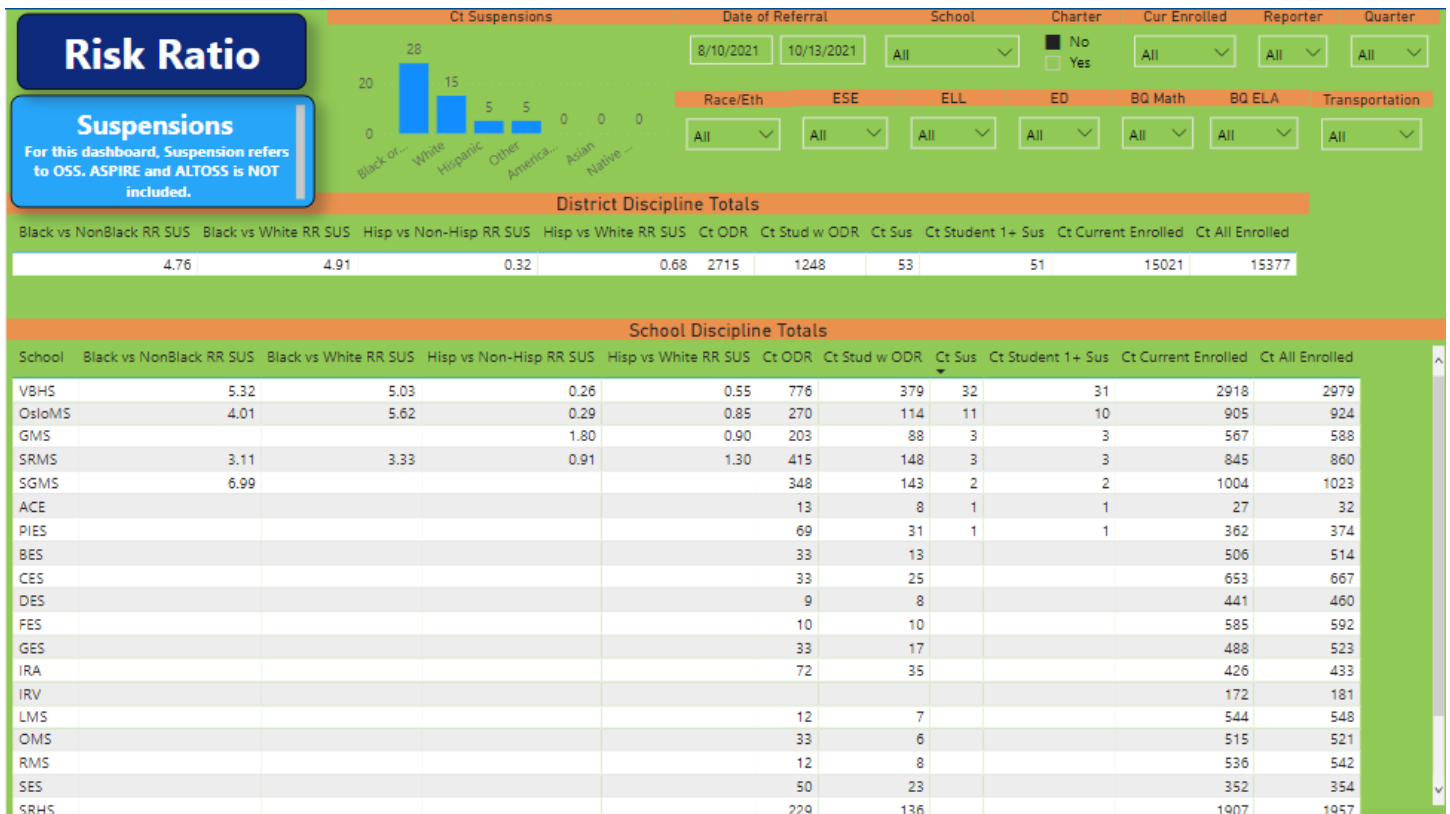 Risk Ratio
Suspensions
For this dashboard, Suspension refers
to OSS. ASPIRE and ALTOSS is NOT
included.
Ct Suspensions
28
20
15
5 5 0 0 0
0
Black or... White Hispanic Other America... Asian Native ...
Date of Referral School Charter Cur Enrolled Reporter Quarter
8/10/2021 10/13/2021 All No All All All
Yes
Race/Eth ESE ELL ED BQ Math BQ ELA Transportation
All All All All All All All
District Discipline Totals
Black vs NonBlack RR SUS Black vs White RR SUS Hisp vs Non-Hisp RR SUS Hisp vs White RR SUS Ct ODR Ct Stud w ODR Ct Sus Ct Student 1+ Sus Ct Current Enrolled Ct All Enrolled
4.76 4.91 0.32 0.68 2715 1248 53 51 15021 15377
School Discipline Totals
School Black vs NonBlack RR SUS Black vs White RR SUS Hisp vs Non-Hisp RR SUS Hisp vs White RR SUS Ct ODR Ct Stud w ODR Ct Sus Ct Student 1+ Sus Ct Current Enrolled Ct All Enrolled
VBHS 5.32 5.03 0.26 0.55 776 379 32 31 2918 2979
OsloMS 4.01 5.62 0.29 0.85 270 114 11 10 905 924
GMS 1.80 0.90 203 88 3 3 567 588
SRMS 3.11 3.33 0.91 1.30 415 148 3 3 845 860
SGMS 6.99 348 143 2 2 1004 1023
ACE 13 8 1 1 27 32
PIES 69 31 1 1 362 374
BES 33 13 506 514
CES 33 25 653 667
DES 9 8 441 460
FES 10 10 585 592
GES 33 17 488 523
IRA 72 35 426 433
IRV 172 181
LMS 12 7 544 548
OMS 33 6 515 521
RMS 12 8 536 542
SES 50 23 352 354
SRHS 229 136 1907 1957